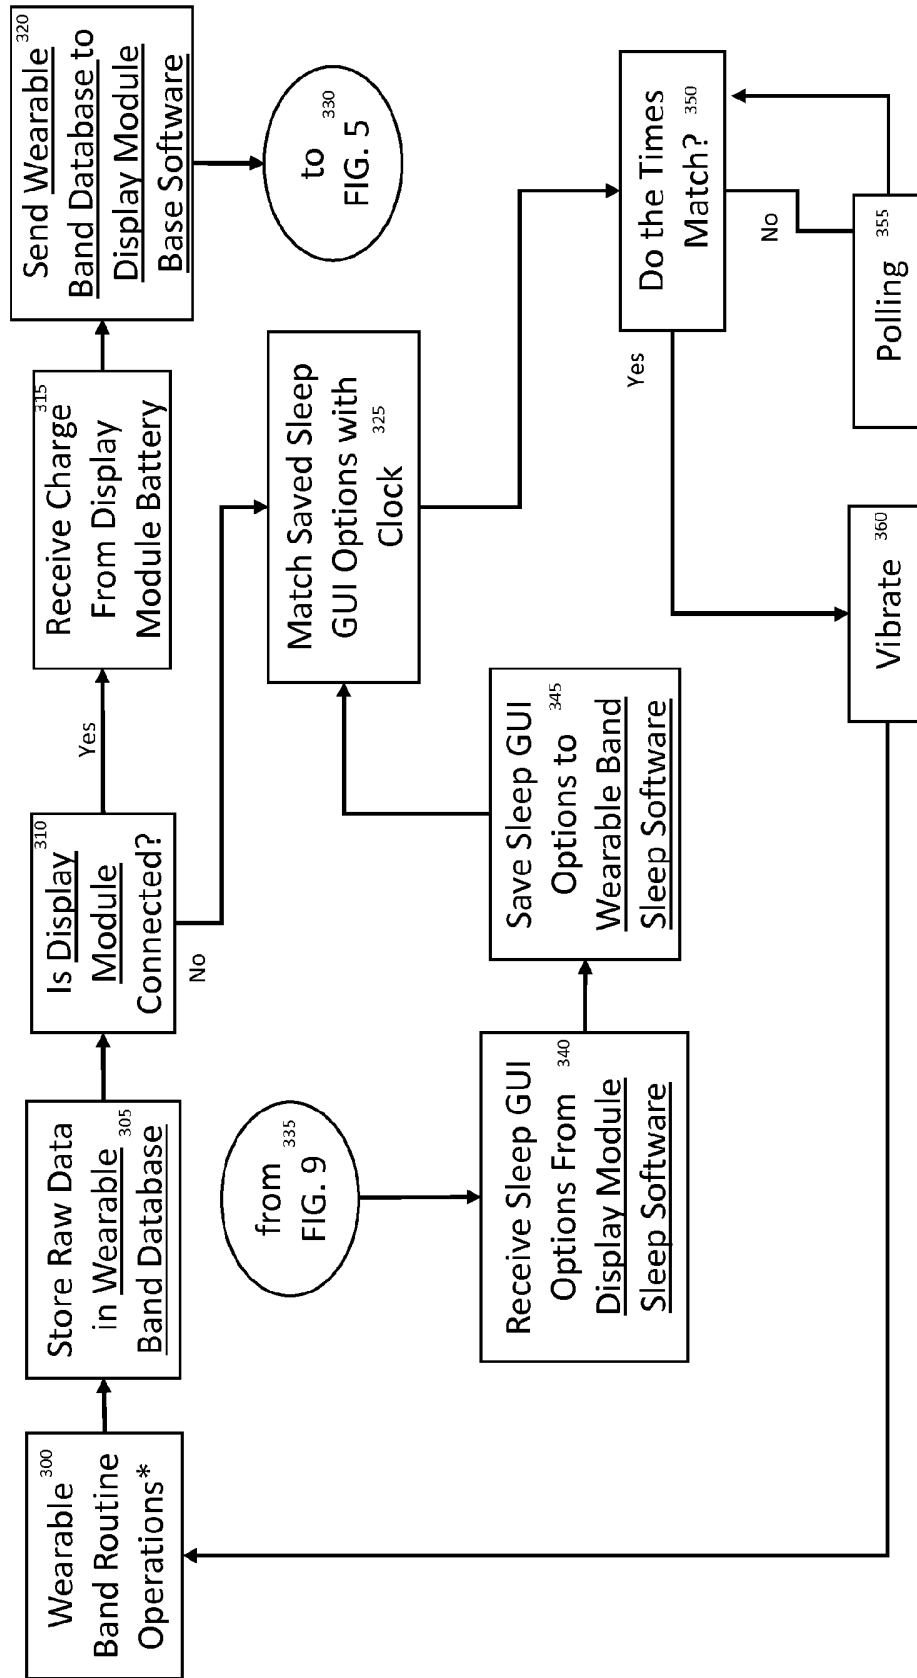 Wearable 300
Band Routine
Operations*
Store Raw Data
in Wearable 305
Band Database
Is Display 310
Module
Connected?
Yes
No
Receive Charge 315
From Display
Module Battery
Send Wearable 320
Band Database to
Display Module
Base Software
to 330
FIG. 5
from 335
FIG. 9
Match Saved Sleep
GUI Options with
Clock 325
Receive Sleep GUI
Options From 340
Display Module
Sleep Software
Save Sleep GUI
Options to 345
Wearable Band
Sleep Software
Do the Times
Match? 350
Yes
No
Vibrate 360
Polling 355